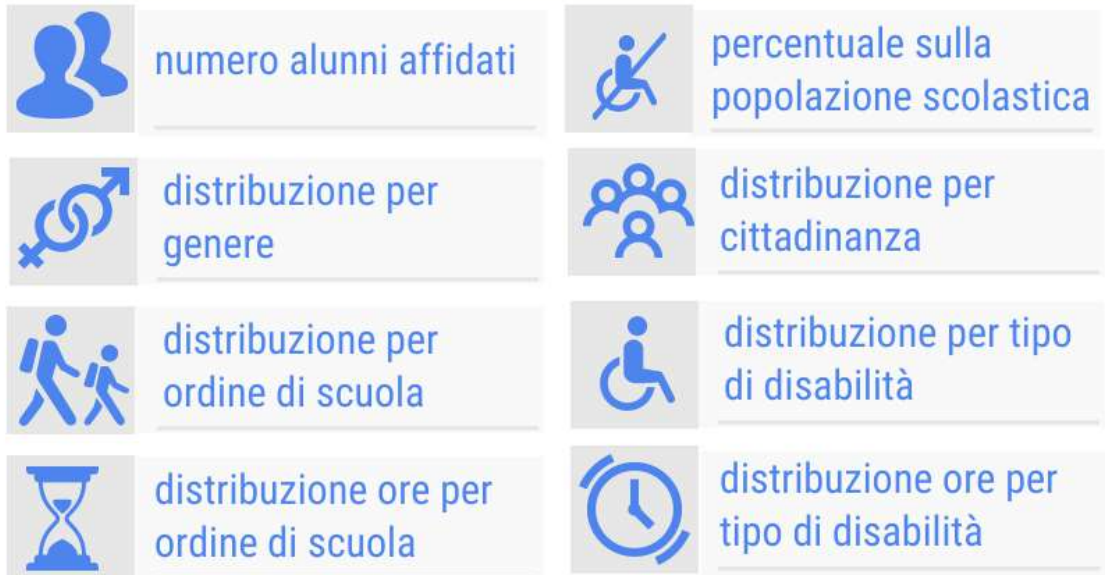 numero alunni affidati
percentuale sulla
popolazione scolastica
distribuzione per
genere
distribuzione per
cittadinanza
distribuzione per
ordine di scuola
distribuzione per tipo
di disabilità
distribuzione ore per
ordine di scuola
distribuzione ore per
tipo di disabilità